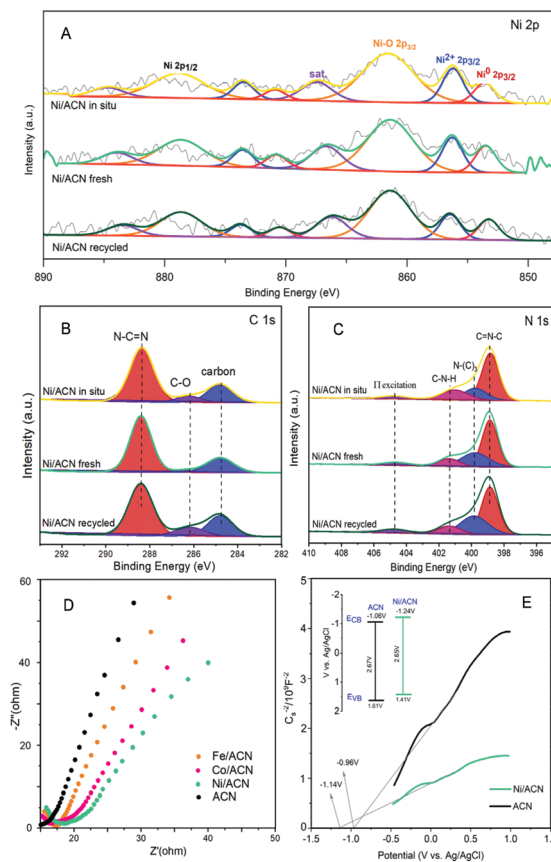 A
Ni 2p
Ni 2p1/2
sat.
Ni-O 2p3/2
Ni2+ 2p3/2
Ni0 2p3/2
Ni/ACN in situ
Ni/ACN fresh
Ni/ACN recycled
Intensity (a.u.)
890 880 870 860 850
Binding Energy (eV)
B
C 1s
N-C=N
C-O
carbon
Ni/ACN in situ
Ni/ACN fresh
Ni/ACN recycled
Intensity (a.u.)
292 290 288 286 284 282
Binding Energy (eV)
C
N 1s
C=N-C
N-(C)3
C-N-H
Π excitation
Ni/ACN in situ
Ni/ACN fresh
Ni/ACN recycled
Intensity (a.u.)
410 408 406 404 402 400 398 396
Binding Energy (eV)
D
-60
50
40
30
20
10
0
-Z''(ohm)
Fe/ACN
Co/ACN
Ni/ACN
ACN
10 20 30 40 50
Z'(ohm)
E
6
5
4
3
2
1
0
Cs-2/109F-2
ACN
Ni/ACN
-1.06V
-1.24V
ECB
EVB
2.67V
2.65V
1.61V
1.41V
-2
-1
0
1
2
V vs. Ag/AgCl
-0.96V
-1.14V
Ni/ACN
ACN
-1.5 -1.0 -0.5 0.0 0.5 1.0 1.5
Potential (V vs. Ag/AgCl)